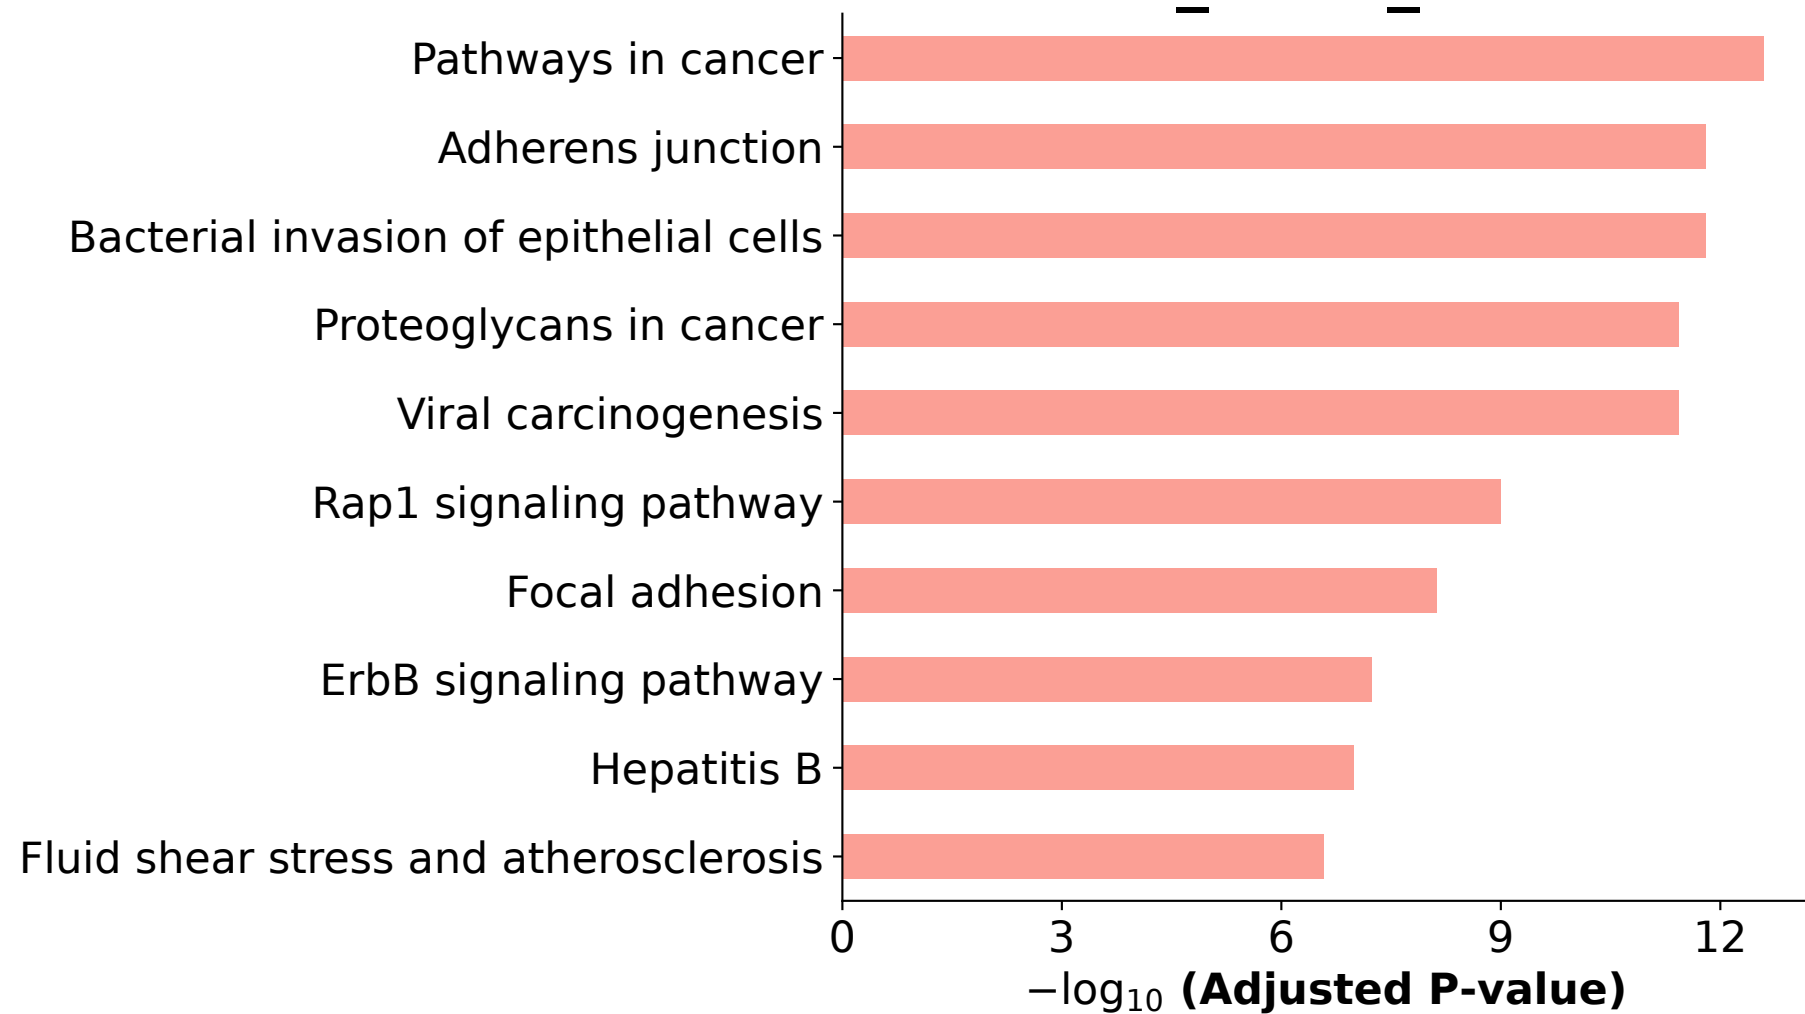 Pathways in cancer
Adherens junction
Bacterial invasion of epithelial cells
Proteoglycans in cancer
Viral carcinogenesis
Rap1 signaling pathway
Focal adhesion
ErbB signaling pathway
Hepatitis B
Fluid shear stress and atherosclerosis
0 3 6 9 12
−log₁₀ (Adjusted P-value)